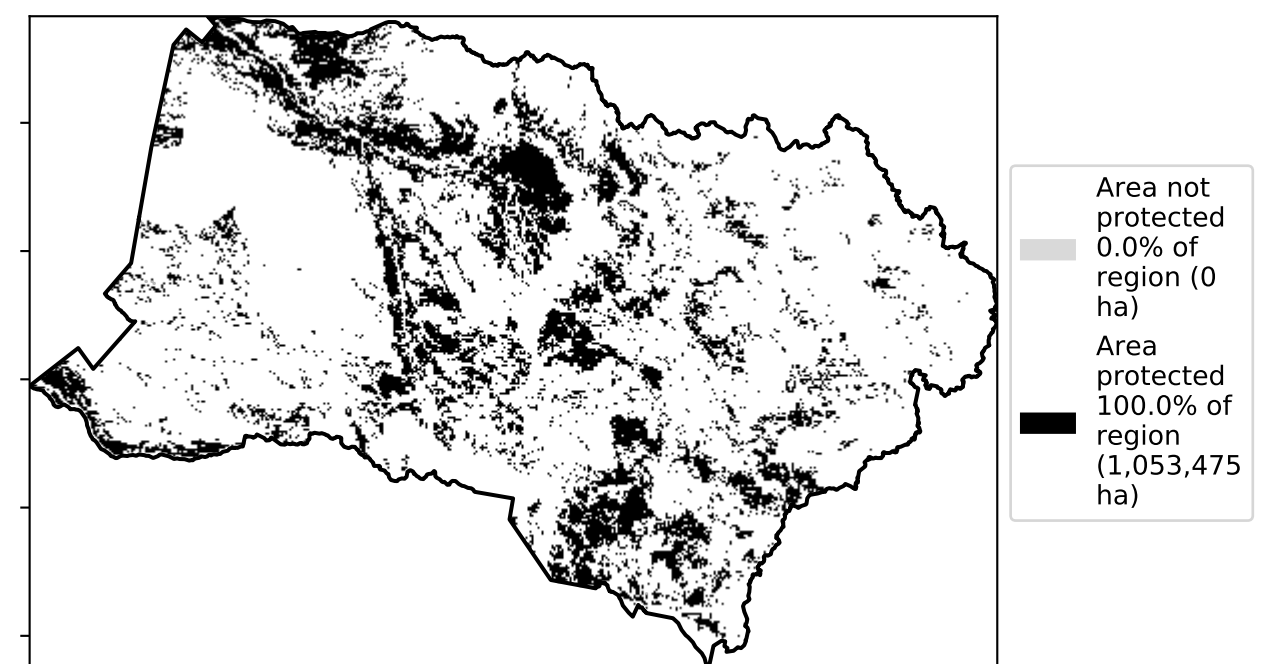 Area not
protected
0.0% of
region (0
ha)
Area
protected
100.0% of
region
(1,053,475
ha)